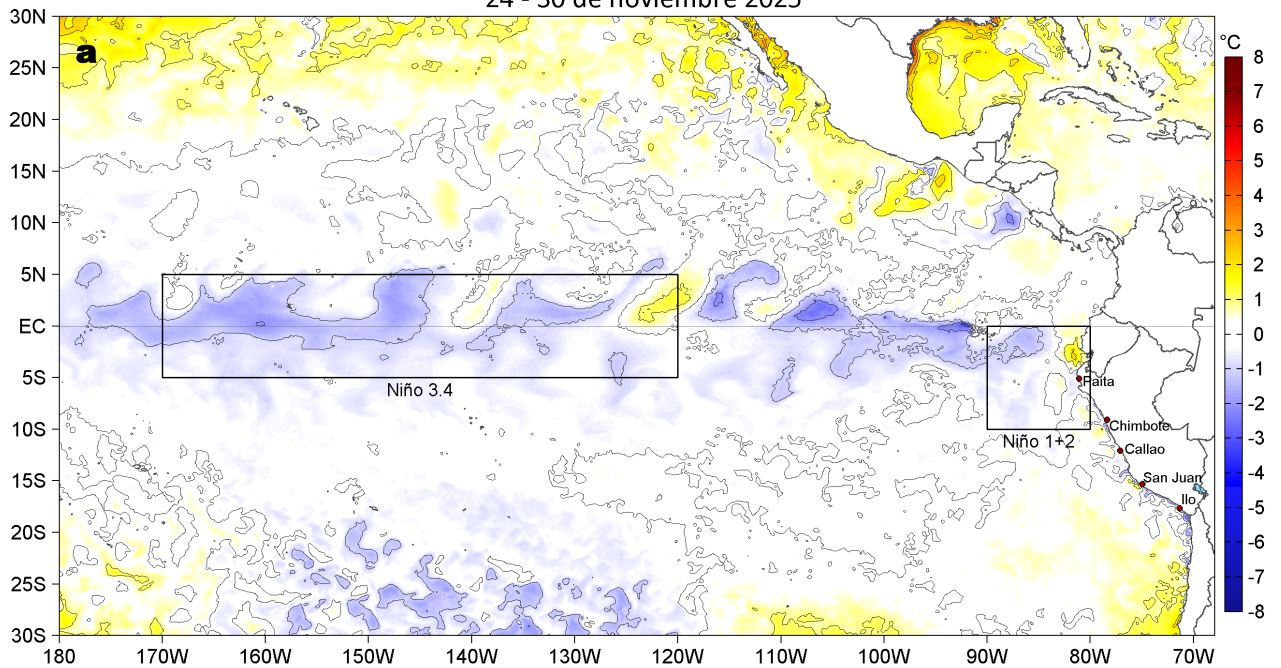 24 - 30 de noviembre 2025
a
°C
30N
25N
20N
15N
10N
5N
EC
5S
10S
15S
20S
25S
30S
8
7
6
5
4
3
2
1
0
-1
-2
-3
-4
-5
-6
-7
-8
Niño 3.4
Niño 1+2
Paita
Chimbote
Callao
San Juan
Ilo
180 170W 160W 150W 140W 130W 120W 110W 100W 90W 80W 70W